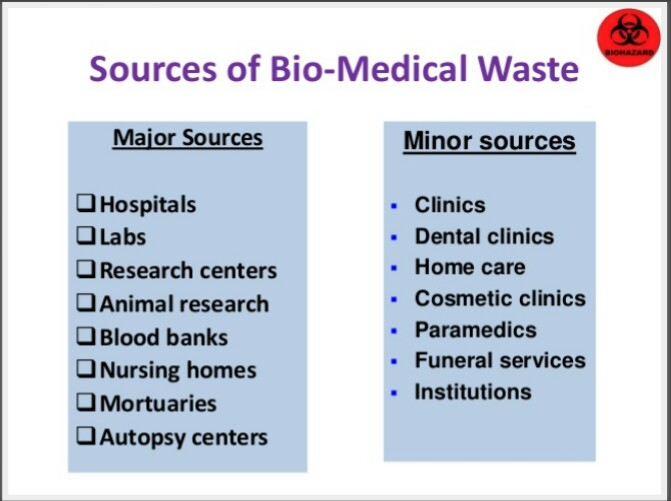 BIOHAZARD
Sources of Bio-Medical Waste
Major Sources
Hospitals
Labs
Research centers
Animal research
Blood banks
Nursing homes
Mortuaries
Autopsy centers
Minor sources
Clinics
Dental clinics
Home care
Cosmetic clinics
Paramedics
Funeral services
Institutions